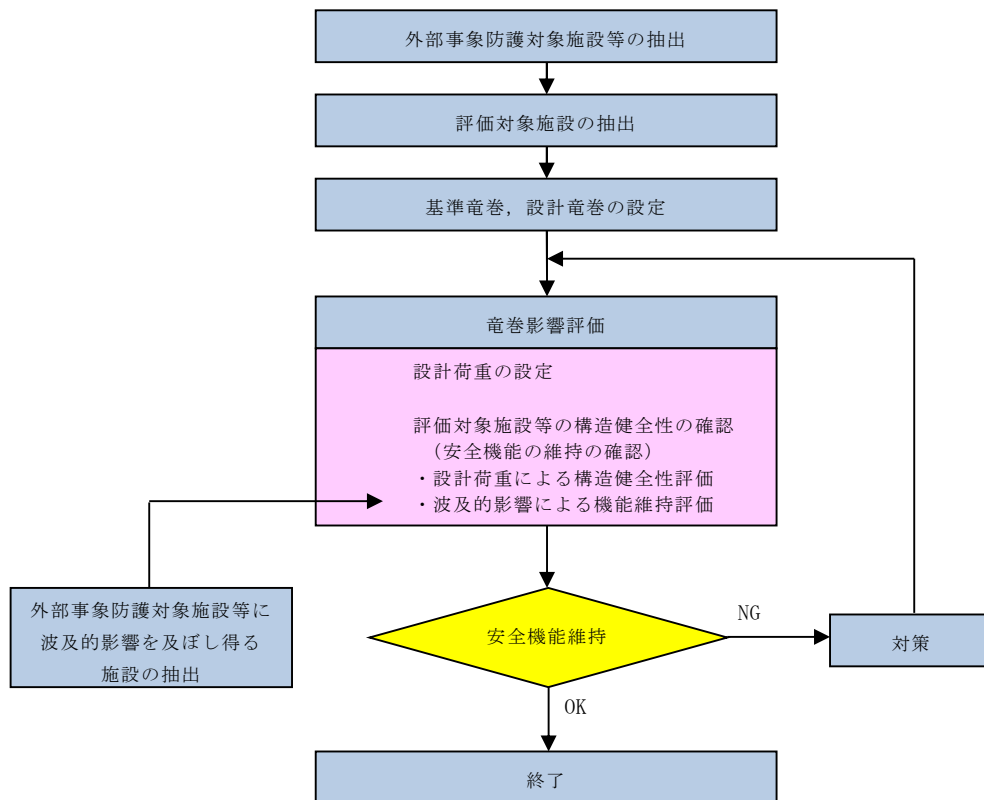 外部事象防護対象施設等の抽出
評価対象施設の抽出
基準竜巻，設計竜巻の設定
竜巻影響評価
設計荷重の設定
評価対象施設等の構造健全性の確認
（安全機能の維持の確認）
・設計荷重による構造健全性評価
・波及的影響による機能維持評価
外部事象防護対象施設等に
波及的影響を及ぼし得る
施設の抽出
安全機能維持
NG
対策
OK
終了